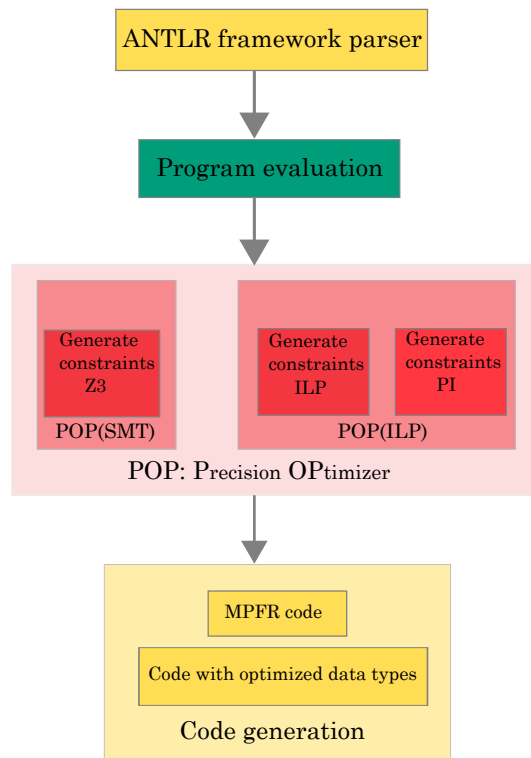 ANTLR framework parser
Program evaluation
Generate
constraints
Z3
POP(SMT)
Generate
constraints
ILP
Generate
constraints
PI
POP(ILP)
POP: Precision OPtimizer
MPFR code
Code with optimized data types
Code generation